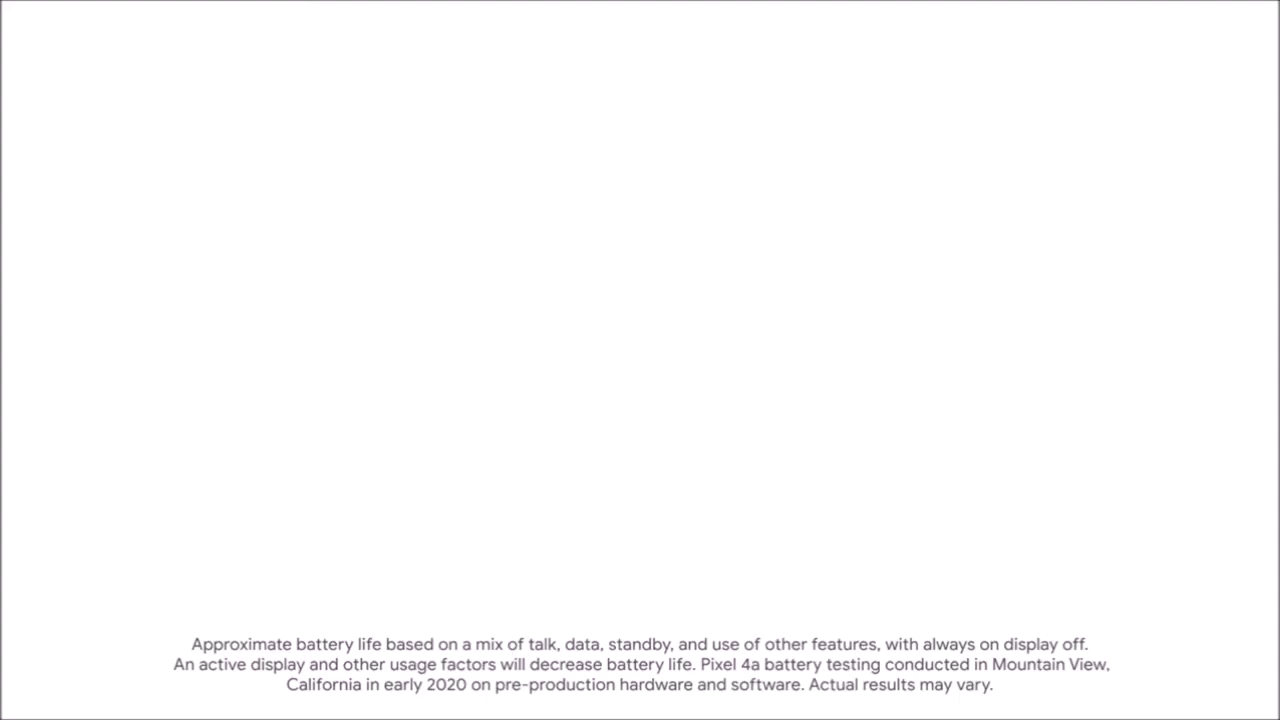 Approximate battery life based on a mix of talk, data, standby, and use of other features, with always on display off.
An active display and other usage factors will decrease battery life. Pixel 4a battery testing conducted in Mountain View,
California in early 2020 on pre-production hardware and software. Actual results may vary.